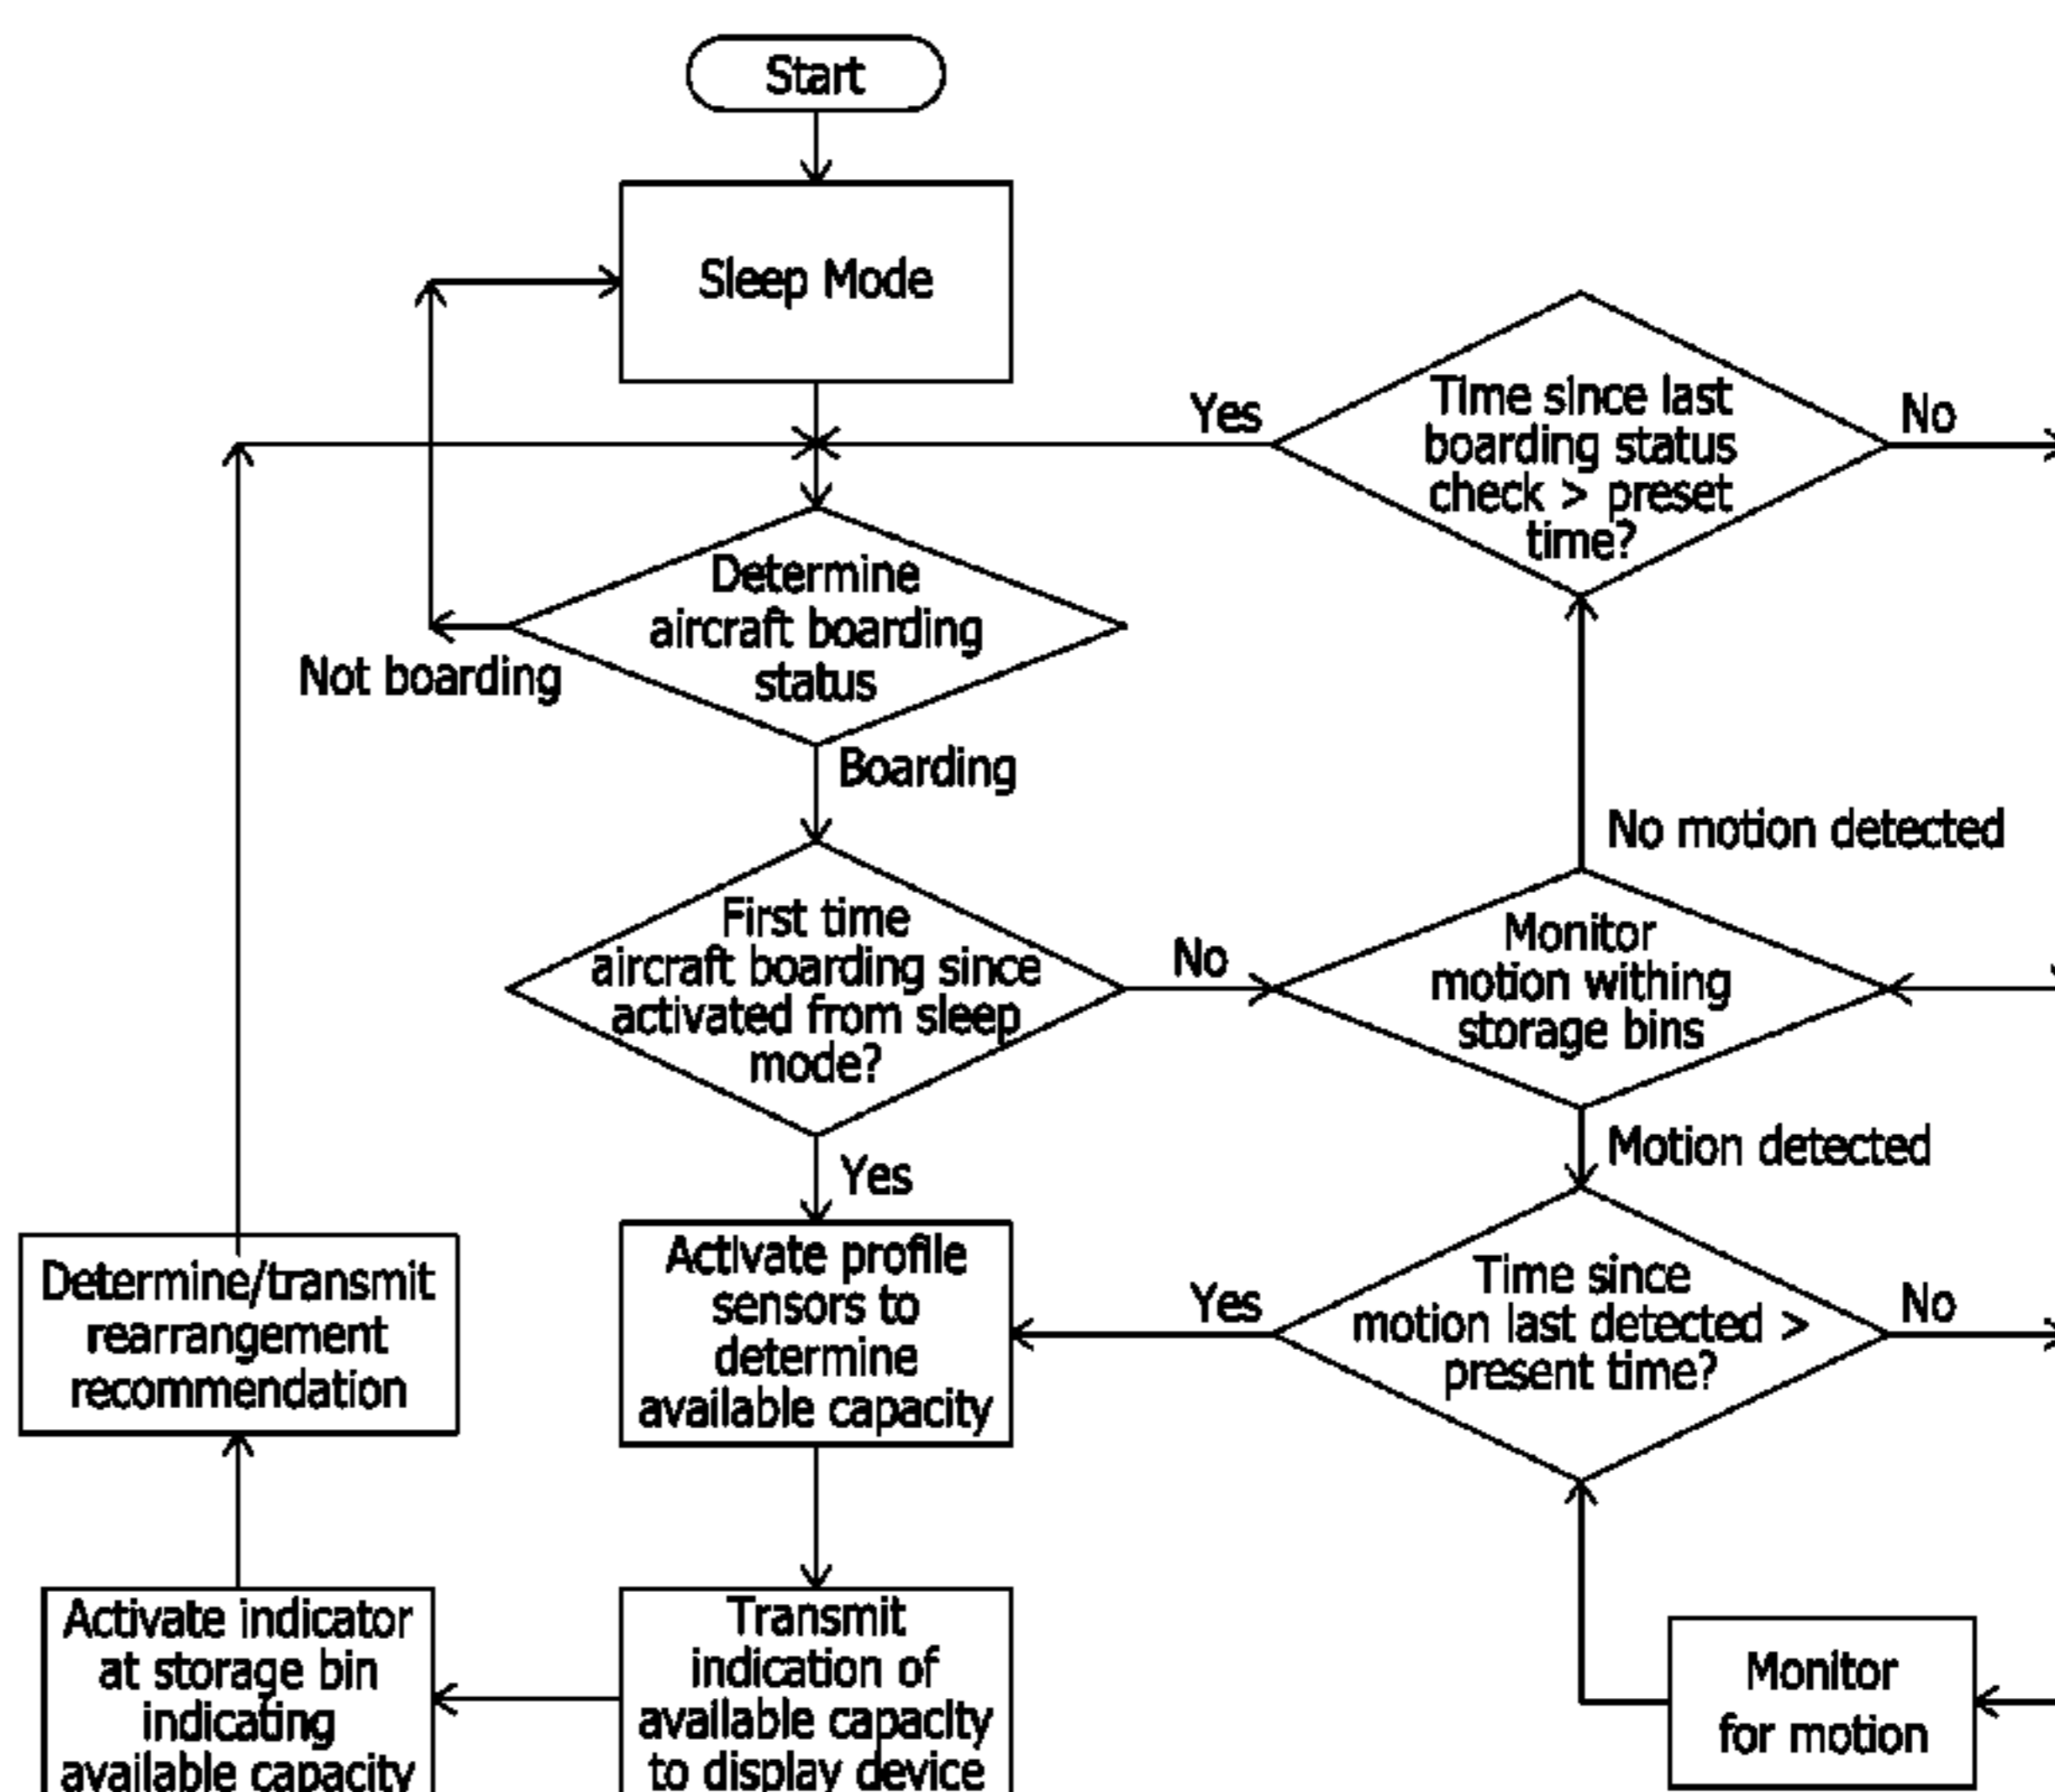 Start
Sleep Mode
Yes
Time since last
boarding status
check > preset
time?
No
Determine
aircraft boarding
status
Not boarding
Boarding
No motion detected
First time
aircraft boarding since
activated from sleep
mode?
No
Monitor
motion withing
storage bins
Yes
Motion detected
Determine/transmit
rearrangement
recommendation
Activate profile
sensors to
determine
available capacity
Yes
Time since
motion last detected >
present time?
No
Activate indicator
at storage bin
indicating
available capacity
Transmit
indication of
available capacity
to display device
Monitor
for motion